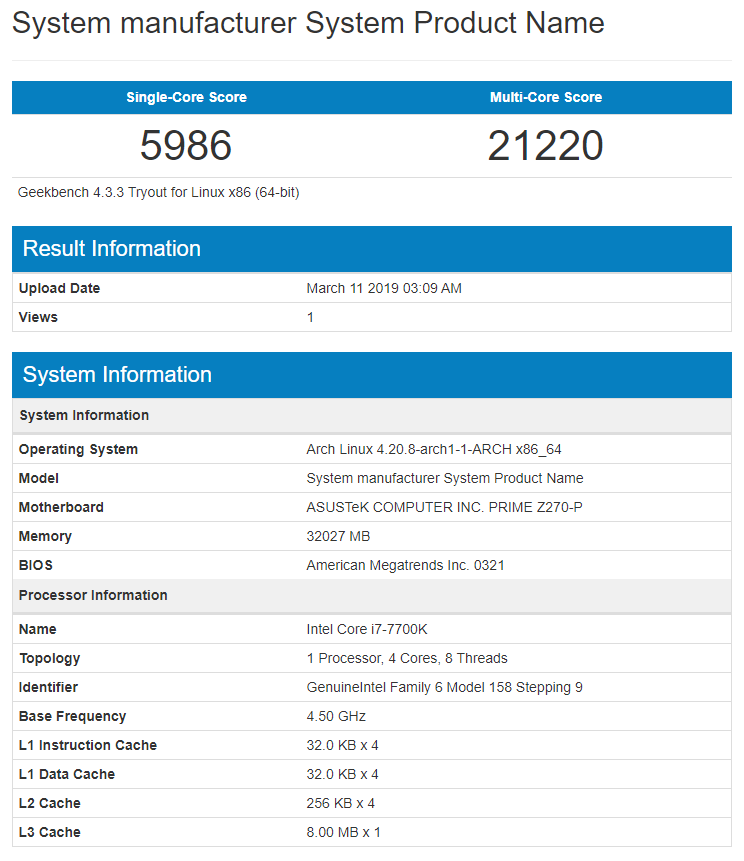 System manufacturer System Product Name
Single-Core Score Multi-Core Score
5986 21220
Geekbench 4.3.3 Tryout for Linux x86 (64-bit)
Result Information
Upload Date March 11 2019 03:09 AM
Views 1
System Information
System Information
Operating System Arch Linux 4.20.8-arch1-1-ARCH x86_64
Model System manufacturer System Product Name
Motherboard ASUSTeK COMPUTER INC. PRIME Z270-P
Memory 32027 MB
BIOS American Megatrends Inc. 0321
Processor Information
Name Intel Core i7-7700K
Topology 1 Processor, 4 Cores, 8 Threads
Identifier GenuineIntel Family 6 Model 158 Stepping 9
Base Frequency 4.50 GHz
L1 Instruction Cache 32.0 KB x 4
L1 Data Cache 32.0 KB x 4
L2 Cache 256 KB x 4
L3 Cache 8.00 MB x 1